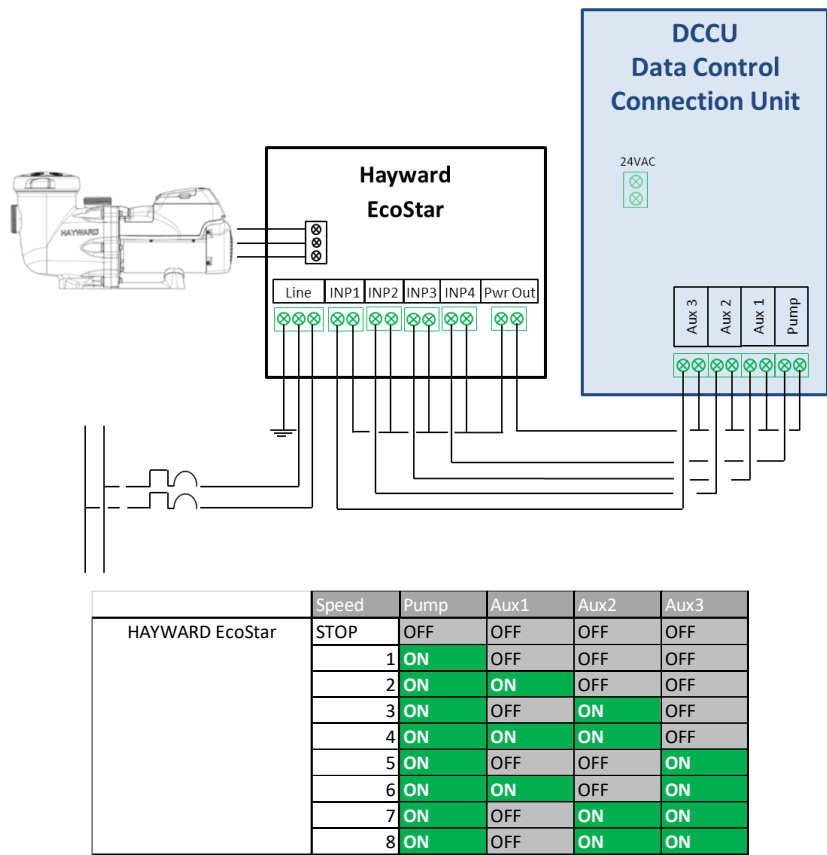 DCCU
Data Control
Connection Unit
24VAC
Hayward
EcoStar
HAYWARD
Line INP1 INP2 INP3 INP4 Pwr Out
Aux 3 Aux 2 Aux 1 Pump
Speed Pump Aux1 Aux2 Aux3
HAYWARD EcoStar STOP OFF OFF OFF OFF
1 ON OFF OFF OFF
2 ON ON OFF OFF
3 ON OFF ON OFF
4 ON ON ON OFF
5 ON OFF OFF ON
6 ON ON OFF ON
7 ON OFF ON ON
8 ON OFF ON ON